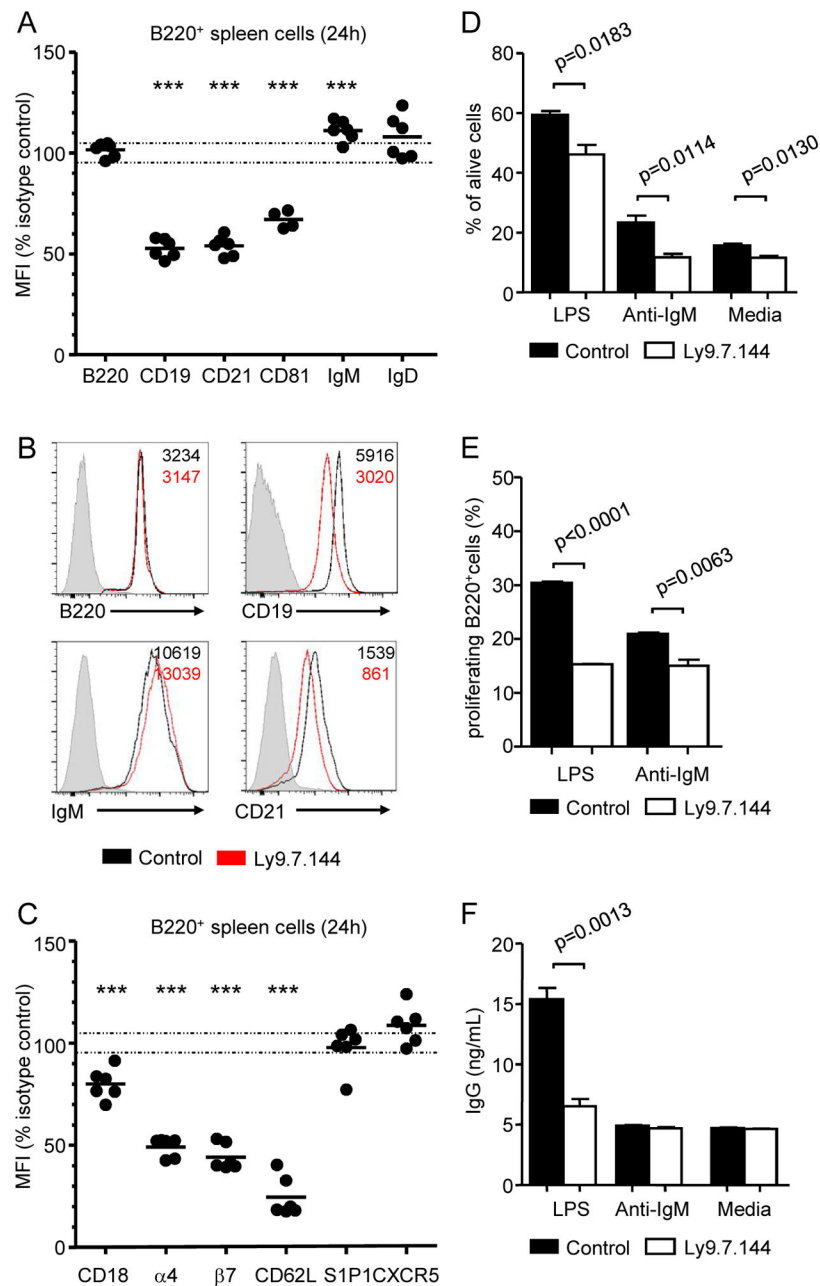 A
B220+ spleen cells (24h)
MFI (% isotype control)
150
100
50
0
*** *** *** ***
B220 CD19 CD21 CD81 IgM IgD
B
3234
3147
B220
5916
3020
CD19
10619
13039
IgM
1539
861
CD21
Control Ly9.7.144
C
B220+ spleen cells (24h)
MFI (% isotype control)
150
100
50
0
*** *** *** ***
CD18 α4 β7 CD62L S1P1 CXCR5
D
% of alive cells
80
60
40
20
0
p=0.0183
p=0.0114
p=0.0130
LPS Anti-IgM Media
Control Ly9.7.144
E
proliferating B220+cells (%)
50
40
30
20
10
0
p<0.0001
p=0.0063
LPS Anti-IgM
Control Ly9.7.144
F
IgG (ng/mL)
20
15
10
5
0
p=0.0013
LPS Anti-IgM Media
Control Ly9.7.144